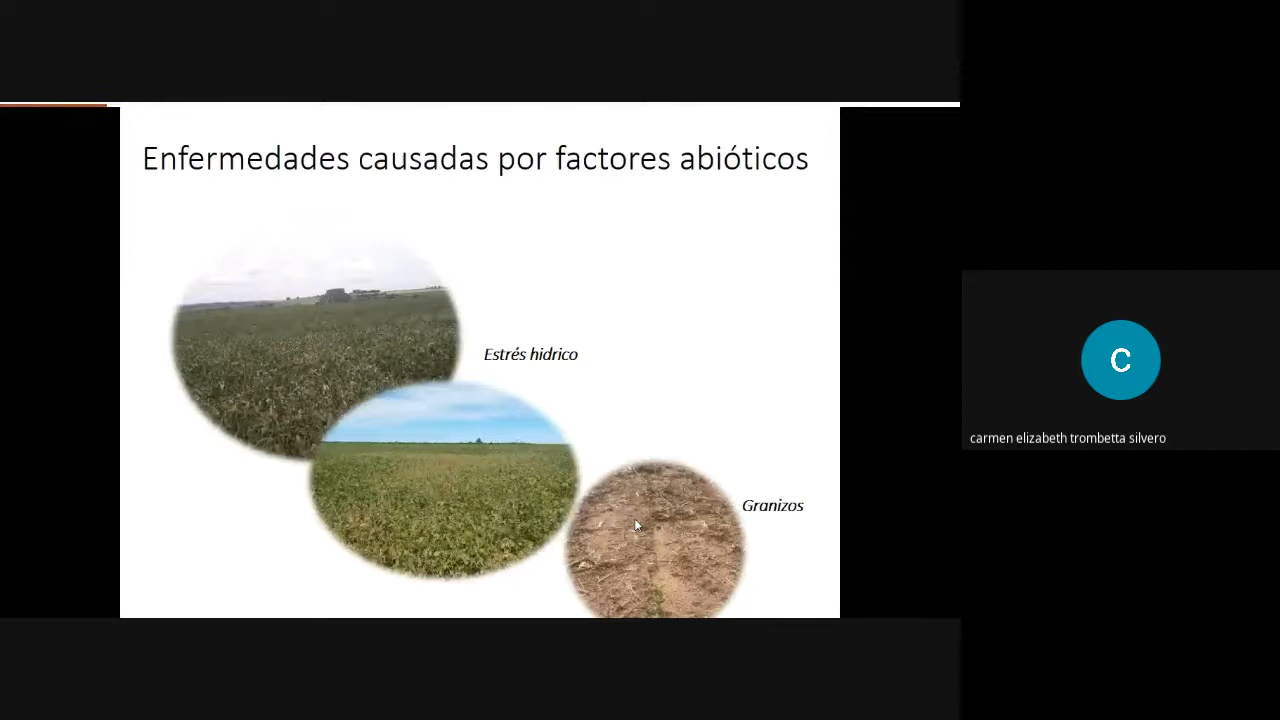 Enfermedades causadas por factores abióticos
Estrés hidrico
Granizos
C
carmen elizabeth trombetta silvero